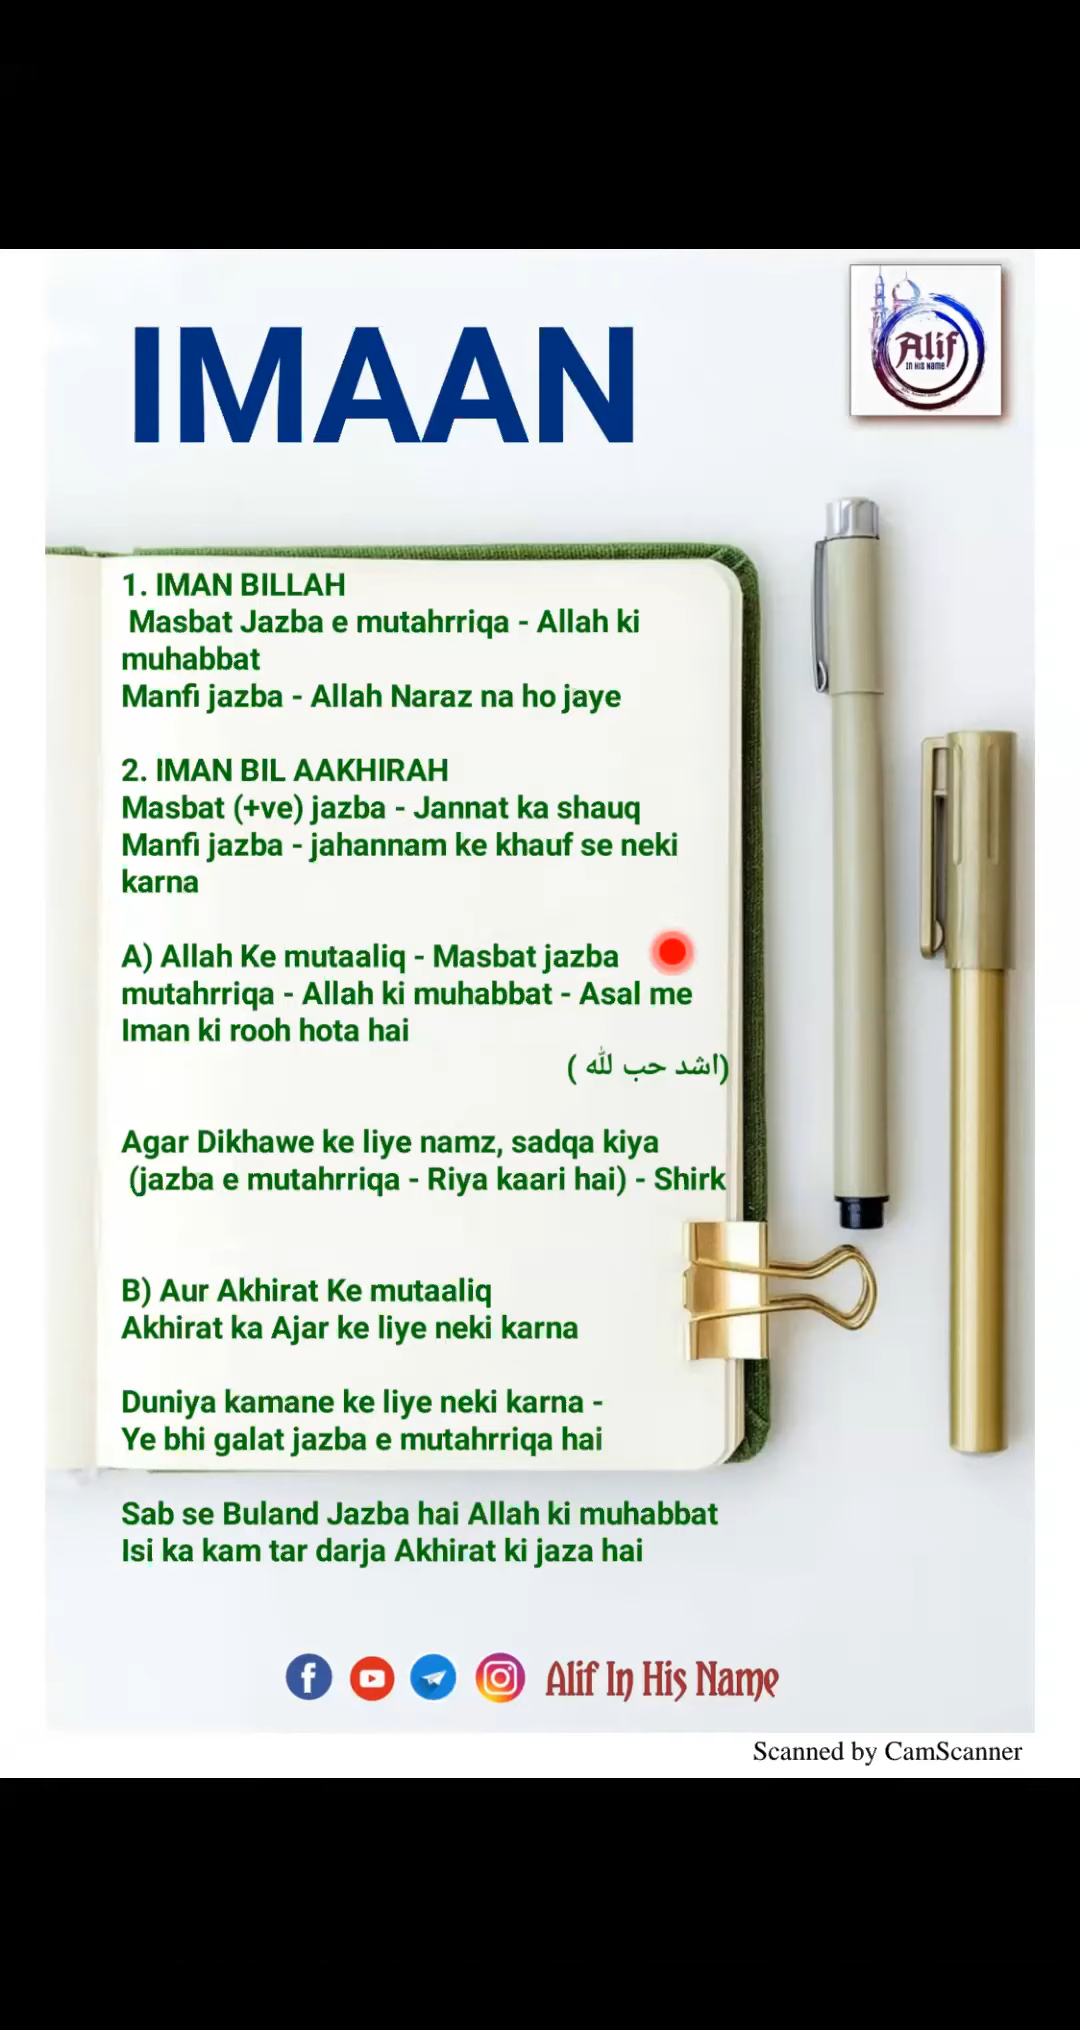 Alif
IN HIS NAME
IMAAN
1. IMAN BILLAH
Masbat Jazba e mutahrriqa - Allah ki
muhabbat
Manfi jazba - Allah Naraz na ho jaye
2. IMAN BIL AAKHIRAH
Masbat (+ve) jazba - Jannat ka shauq
Manfi jazba - jahannam ke khauf se neki
karna
A) Allah Ke mutaaliq - Masbat jazba
mutahrriqa - Allah ki muhabbat - Asal me
Iman ki rooh hota hai
(اشد حب لله )
Agar Dikhawe ke liye namz, sadqa kiya
(jazba e mutahrriqa - Riya kaari hai) - Shirk
B) Aur Akhirat Ke mutaaliq
Akhirat ka Ajar ke liye neki karna
Duniya kamane ke liye neki karna -
Ye bhi galat jazba e mutahrriqa hai
Sab se Buland Jazba hai Allah ki muhabbat
Isi ka kam tar darja Akhirat ki jaza hai
Alif In His Name
Scanned by CamScanner